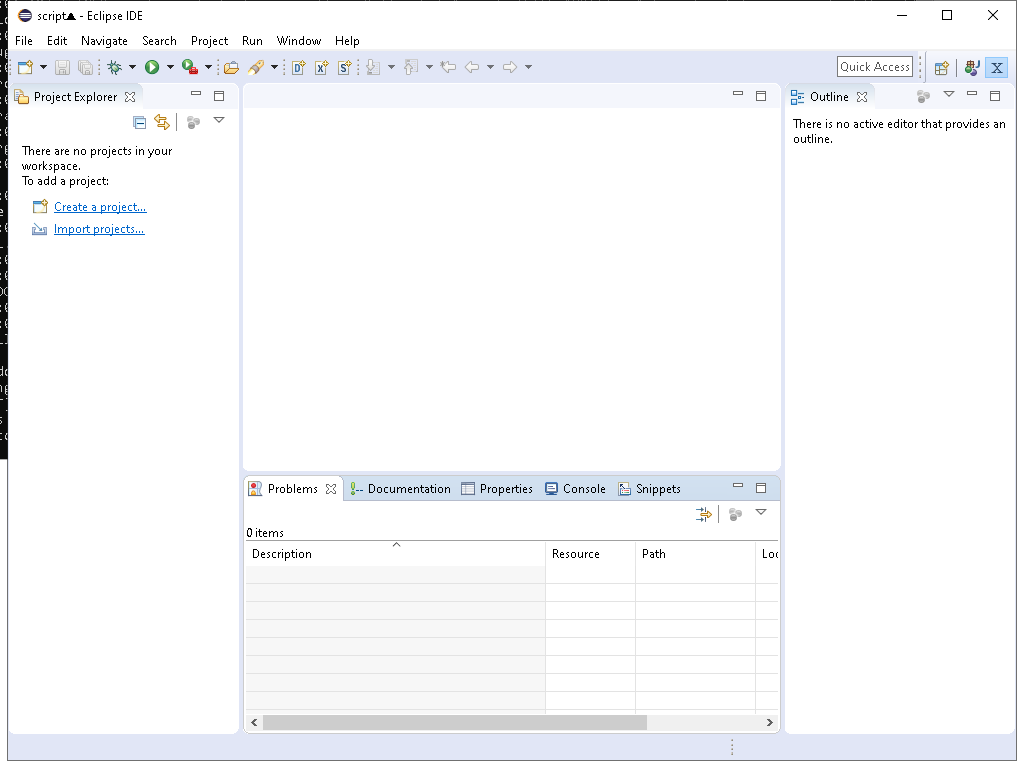 script▲ - Eclipse IDE
File Edit Navigate Search Project Run Window Help
Quick Access
Project Explorer
There are no projects in your
workspace.
To add a project:
Create a project...
Import projects...
Outline
There is no active editor that provides an
outline.
Problems Documentation Properties Console Snippets
0 items
Description Resource Path Loc